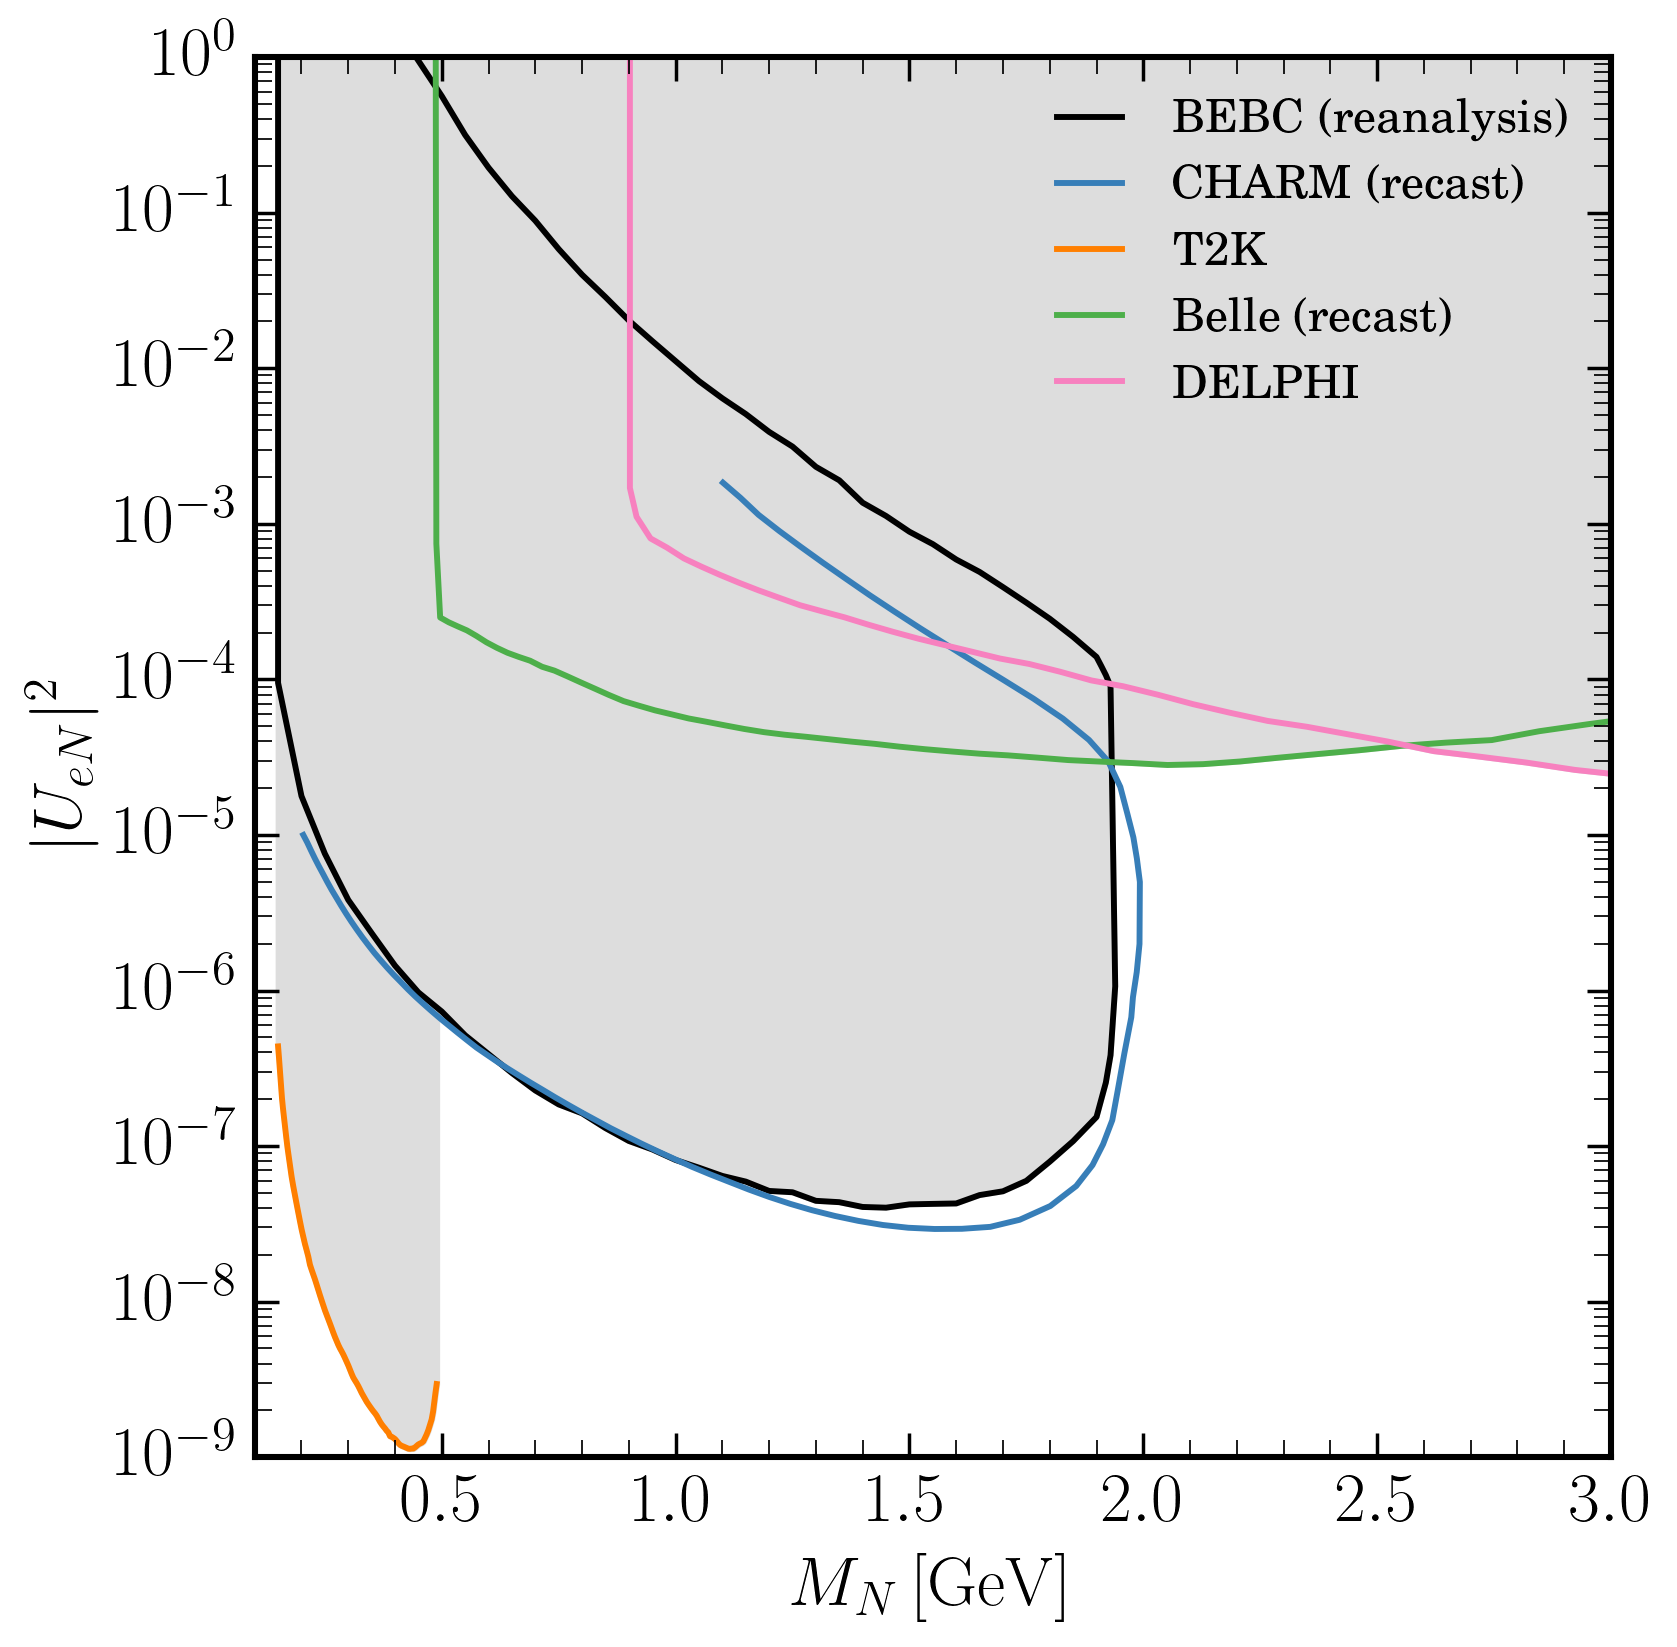 10^0
10^{-1}
10^{-2}
10^{-3}
10^{-4}
10^{-5}
10^{-6}
10^{-7}
10^{-8}
10^{-9}
|U_{eN}|^2
BEBC (reanalysis)
CHARM (recast)
T2K
Belle (recast)
DELPHI
0.5 1.0 1.5 2.0 2.5 3.0
M_N [GeV]